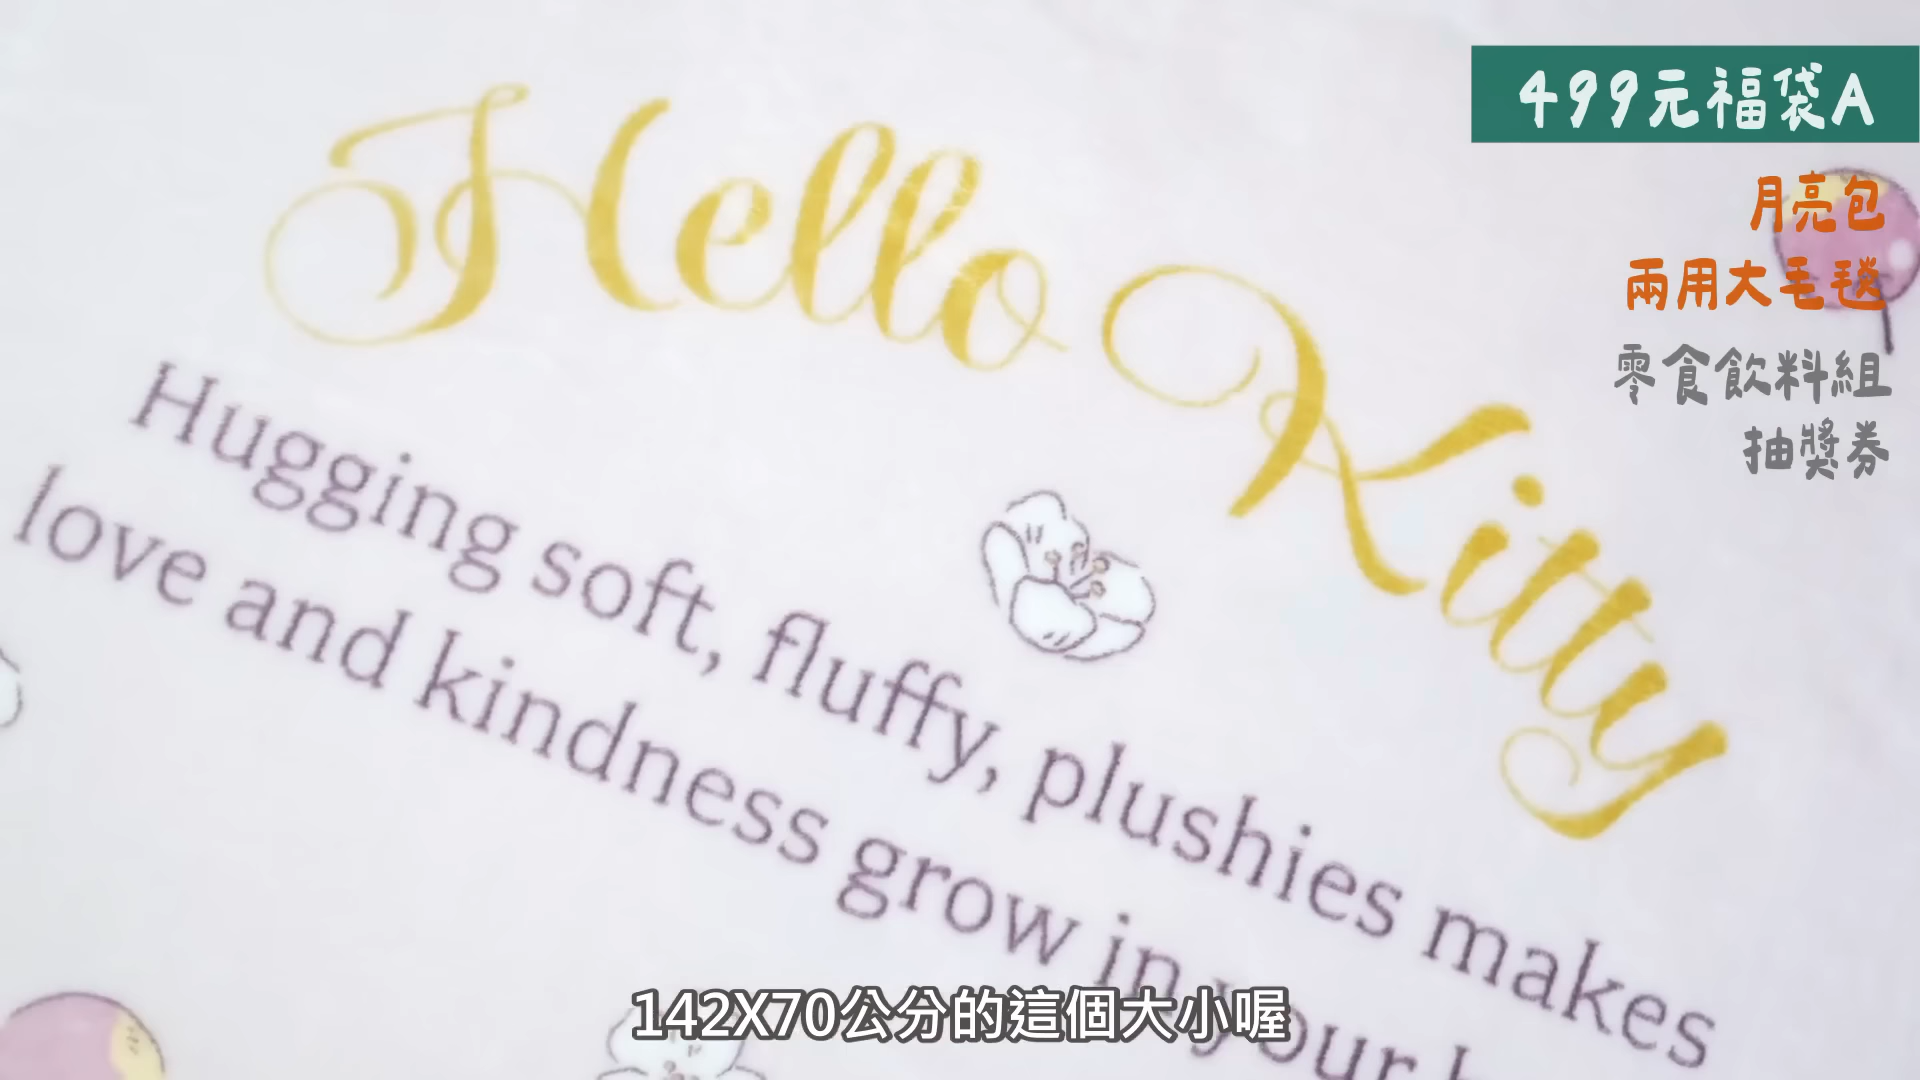 499元福袋A
月亮包
兩用大毛毯
零食飲料組
抽獎券
Hello Kitty
Hugging soft, fluffy, plushies makes
love and kindness grow in your
142X70公分的這個大小喔